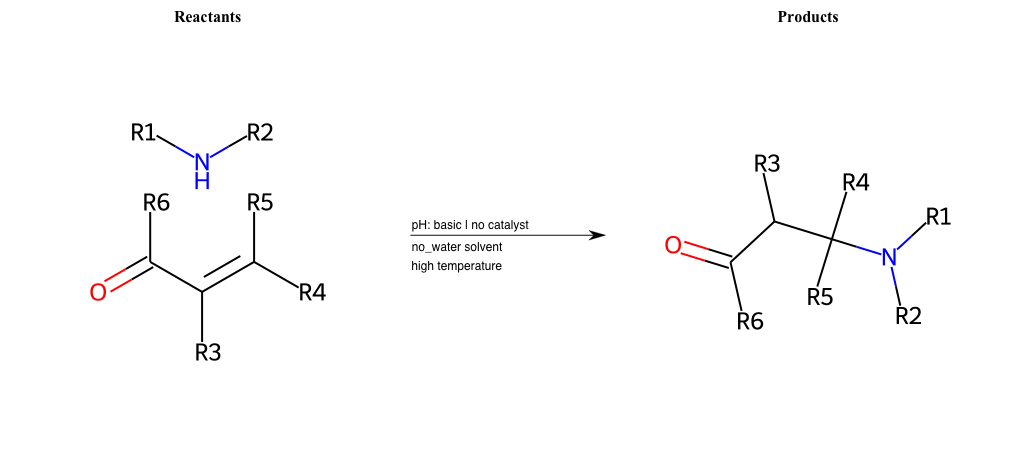 Reactants
Products
R1
R2
N
H
R6
R5
O
R4
R3
pH: basic | no catalyst
no_water solvent
high temperature
R3
R4
R1
O
N
R5
R6
R2